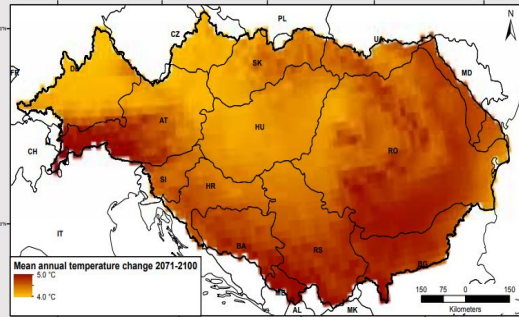 PL
N
CZ
UA
DE
SK
MD
FR
AT
HU
CH
RO
SI
HR
IT
BA
RS
BG
Mean annual temperature change 2071-2100
5.0 °C
4.0 °C
ME
AL
MK
150 75 0 150
Kilometers